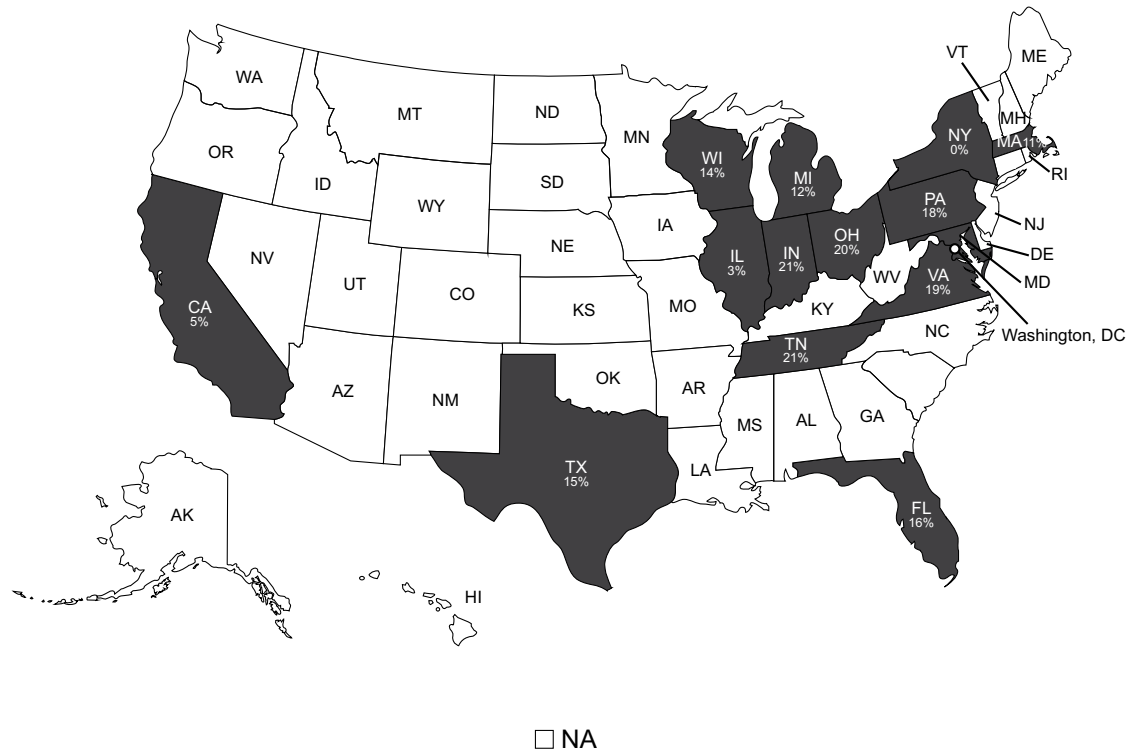 ME
VT
WA
MT
ND
MN
MH
NY
0%
MA 11%
OR
ID
WI
14%
MI
12%
RI
SD
WY
PA
18%
NJ
IA
NE
OH
20%
NV
IL
3%
IN
21%
DE
WV
VA
19%
MD
UT
CO
CA
5%
KS
MO
KY
NC
Washington, DC
TN
21%
AZ
NM
OK
AR
MS
AL
GA
TX
15%
LA
FL
16%
AK
HI
NA